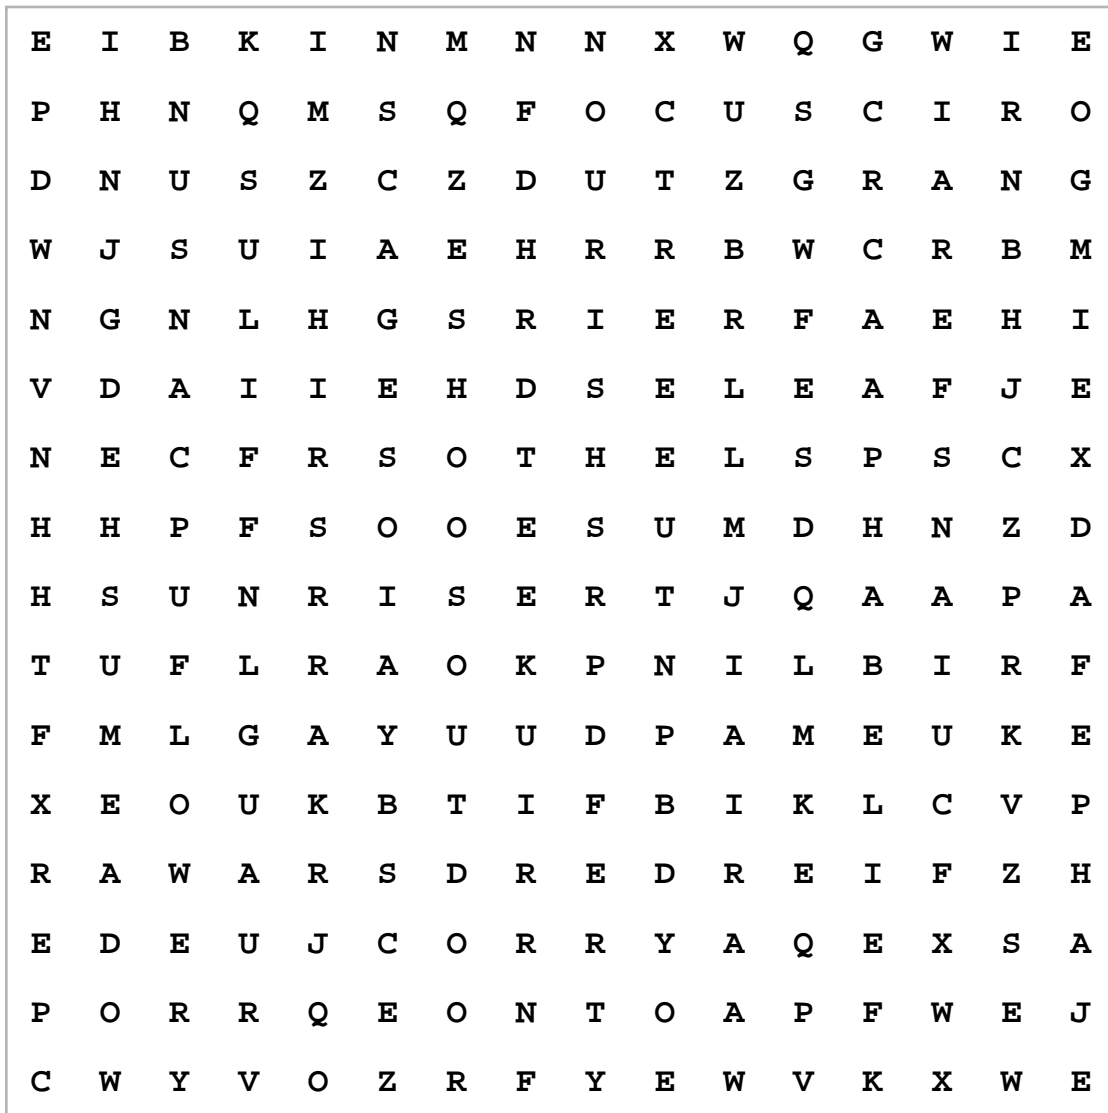 E I B K I N M N N X W Q G W I E
P H N Q M S Q F O C U S C I R O
D N U S Z C Z D U T Z G R A N G
W J S U I A E H R R B W C R B M
N G N L H G S R I E R F A E H I
V D A I I E H D S E L E A F J E
N E C F R S O T H E L S P S C X
H H P F S O O E S U M D H N Z D
H S U N R I S E R T J Q A A P A
T U F L R A O K P N I L B I R F
F M L G A Y U U D P A M E U K E
X E O U K B T I F B I K L C V P
R A W A R S D R E D R E I F Z H
E D E U J C O R R Y A Q E X S A
P O R R Q E O N T O A P F W E J
C W Y V O Z R F Y E W V K X W E